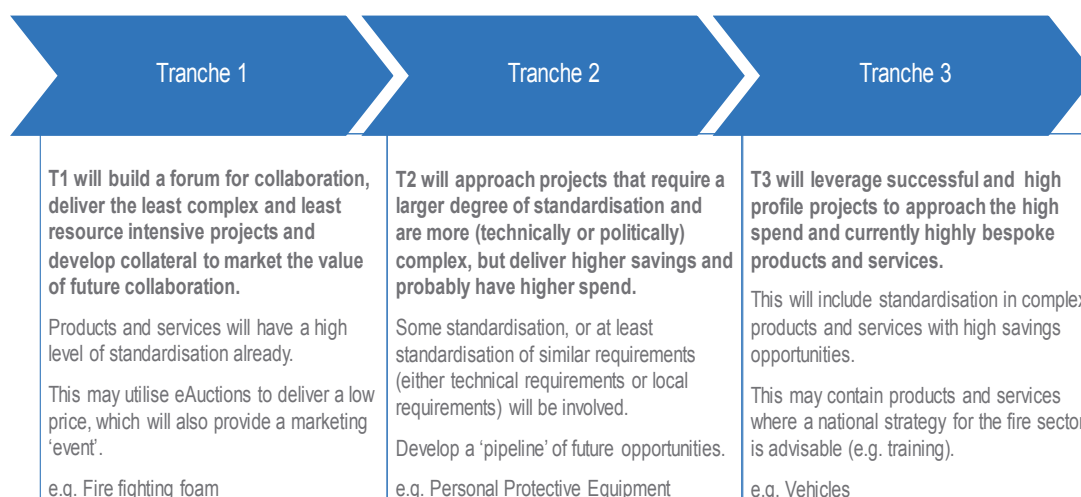 Tranche 1
Tranche 2
Tranche 3
T1 will build a forum for collaboration,
deliver the least complex and least
resource intensive projects and
develop collateral to market the value
of future collaboration.
Products and services will have a high
level of standardisation already.
This may utilise eAuctions to deliver a low
price, which will also provide a marketing
‘event’.
e.g. Fire fighting foam
T2 will approach projects that require a
larger degree of standardisation and
are more (technically or politically)
complex, but deliver higher savings and
probably have higher spend.
Some standardisation, or at least
standardisation of similar requirements
(either technical requirements or local
requirements) will be involved.
Develop a ‘pipeline’ of future opportunities.
e.g. Personal Protective Equipment
T3 will leverage successful and high
profile projects to approach the high
spend and currently highly bespoke
products and services.
This will include standardisation in complex
products and services with high savings
opportunities.
This may contain products and services
where a national strategy for the fire sector
is advisable (e.g. training).
e.g. Vehicles